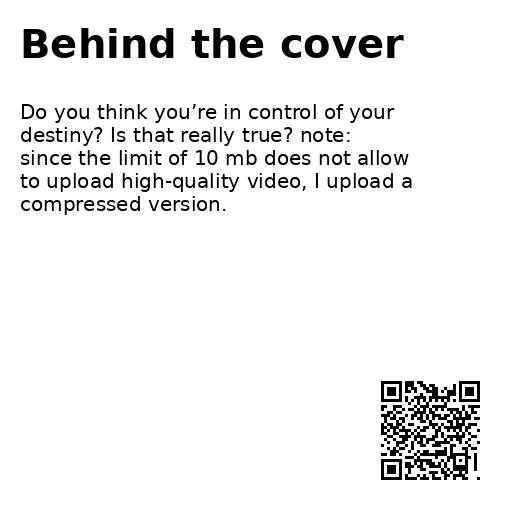 Behind the cover
Do you think you’re in control of your
destiny? Is that really true? note:
since the limit of 10 mb does not allow
to upload high-quality video, I upload a
compressed version.